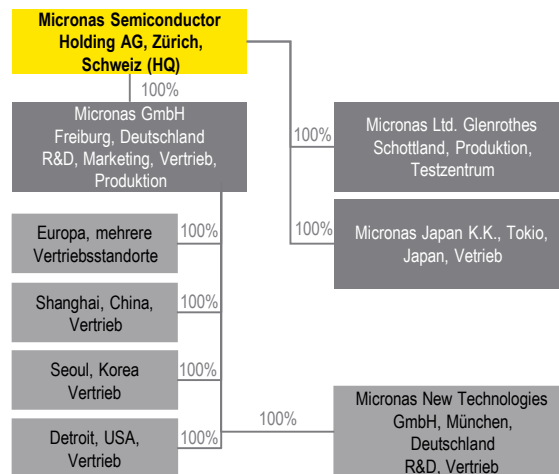 Micronas Semiconductor
Holding AG, Zürich,
Schweiz (HQ)
100%
Micronas GmbH
Freiburg, Deutschland
R&D, Marketing, Vertrieb,
Produktion
100%
Micronas Ltd. Glenrothes
Schottland, Produktion,
Testzentrum
Europa, mehrere
Vertriebsstandorte
100%
100%
Micronas Japan K.K., Tokio,
Japan, Vetrieb
Shanghai, China,
Vertrieb
100%
Seoul, Korea
Vertrieb
100%
Detroit, USA,
Vertrieb
100%
100%
Micronas New Technologies
GmbH, München,
Deutschland
R&D, Vertrieb